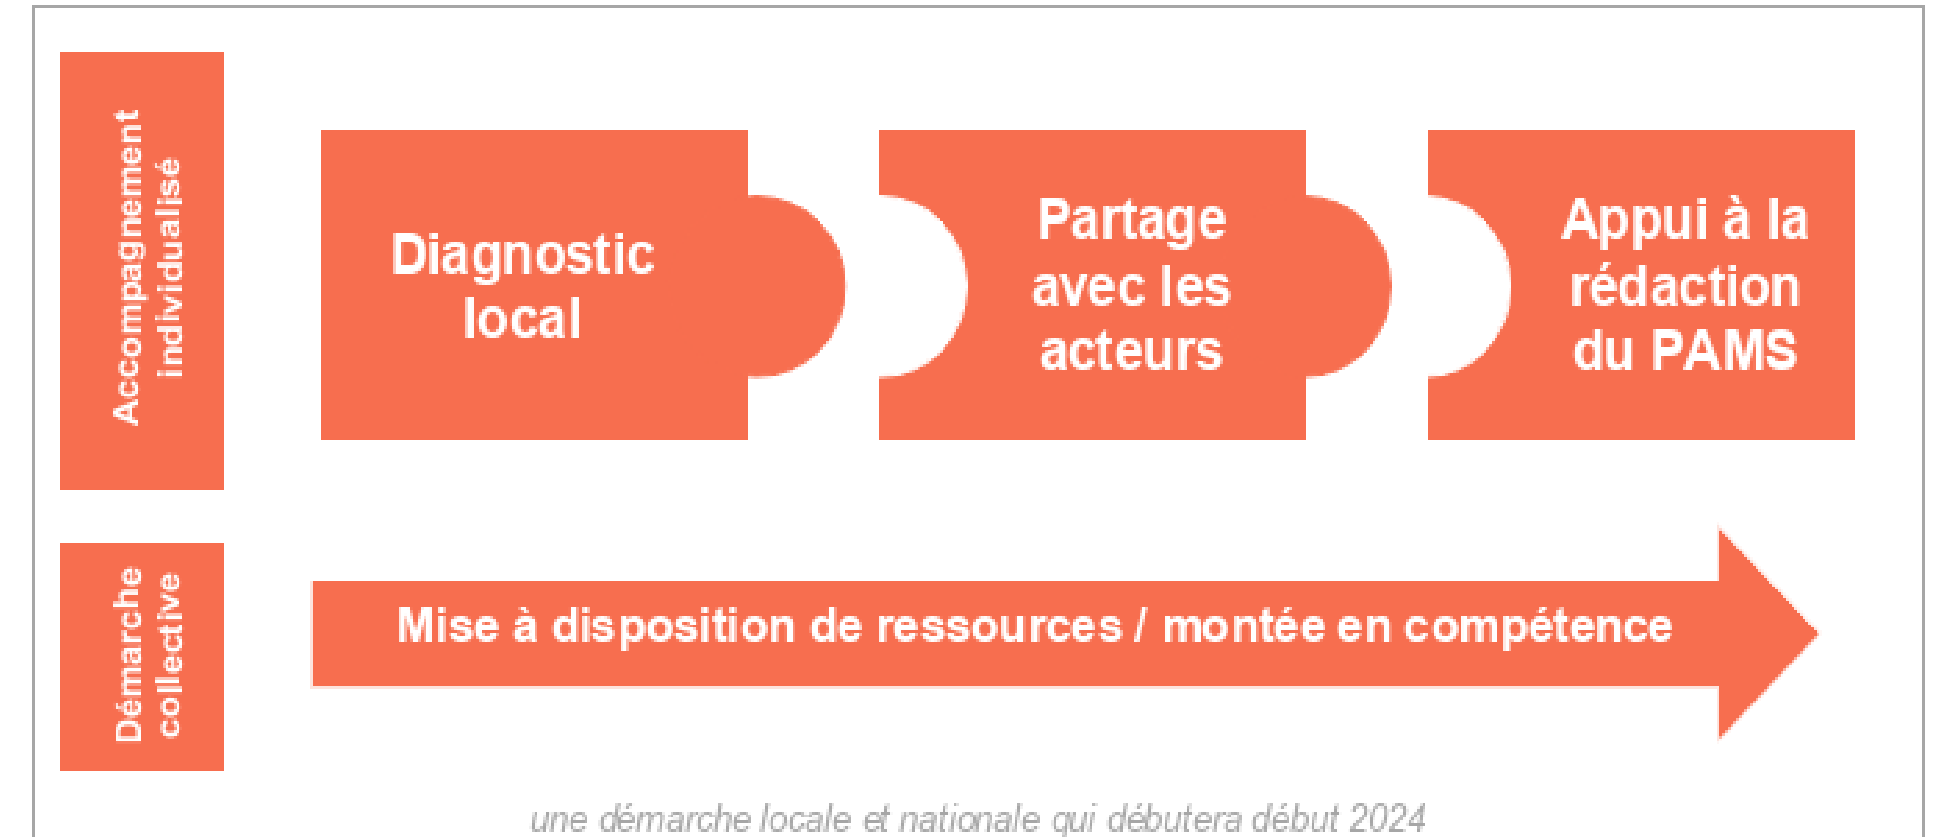 Accompagnement
individualisé
Diagnostic
local
Partage
avec les
acteurs
Appui à la
rédaction
du PAMS
Démarche
collective
Mise à disposition de ressources / montée en compétence
une démarche locale et nationale qui débutera début 2024